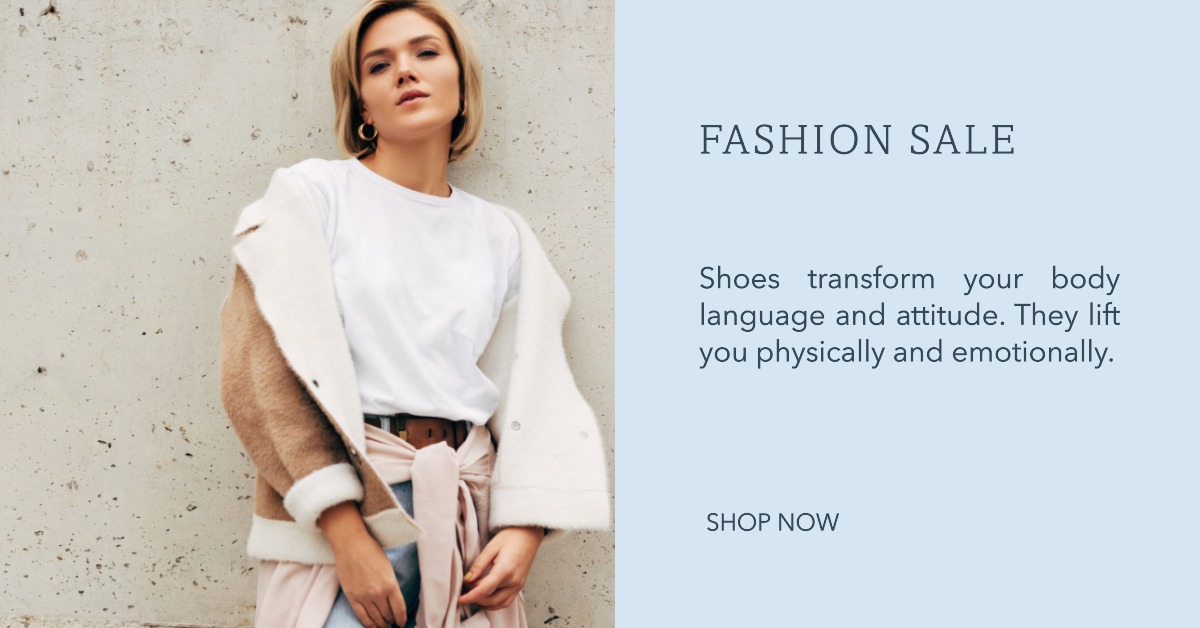 FASHION SALE
Shoes transform your body
language and attitude. They lift
you physically and emotionally.
SHOP NOW